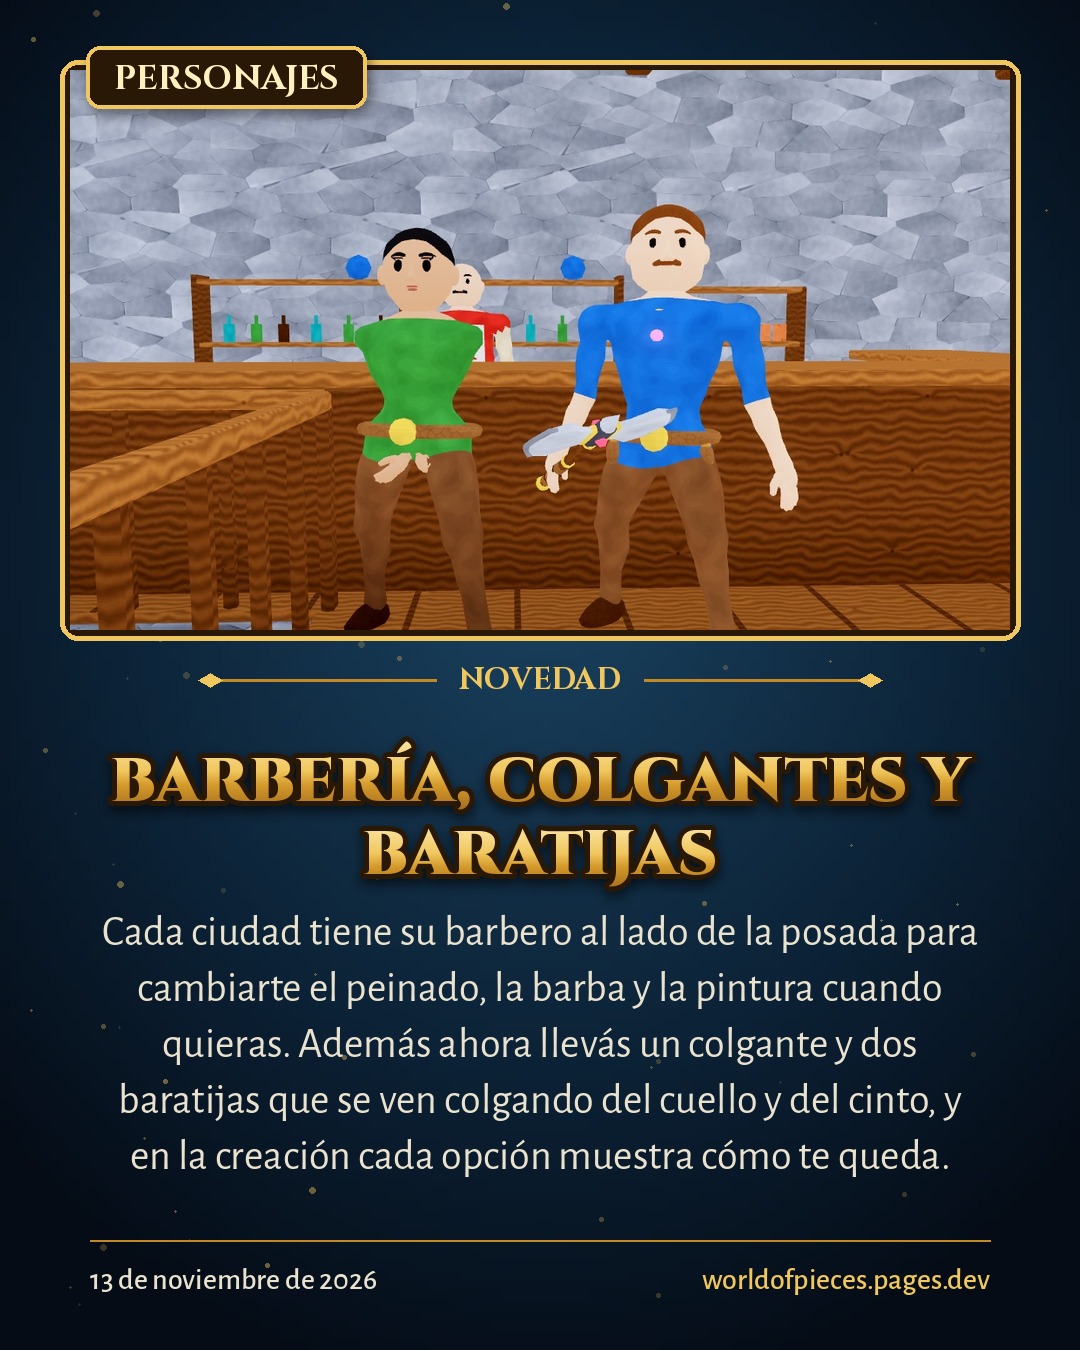 PERSONAJES
NOVEDAD
BARBERÍA, COLGANTES Y
BARATIJAS
Cada ciudad tiene su barbero al lado de la posada para
cambiarte el peinado, la barba y la pintura cuando
quieras. Además ahora llevás un colgante y dos
baratijas que se ven colgando del cuello y del cinto, y
en la creación cada opción muestra cómo te queda.
13 de noviembre de 2026
worldofpieces.pages.dev